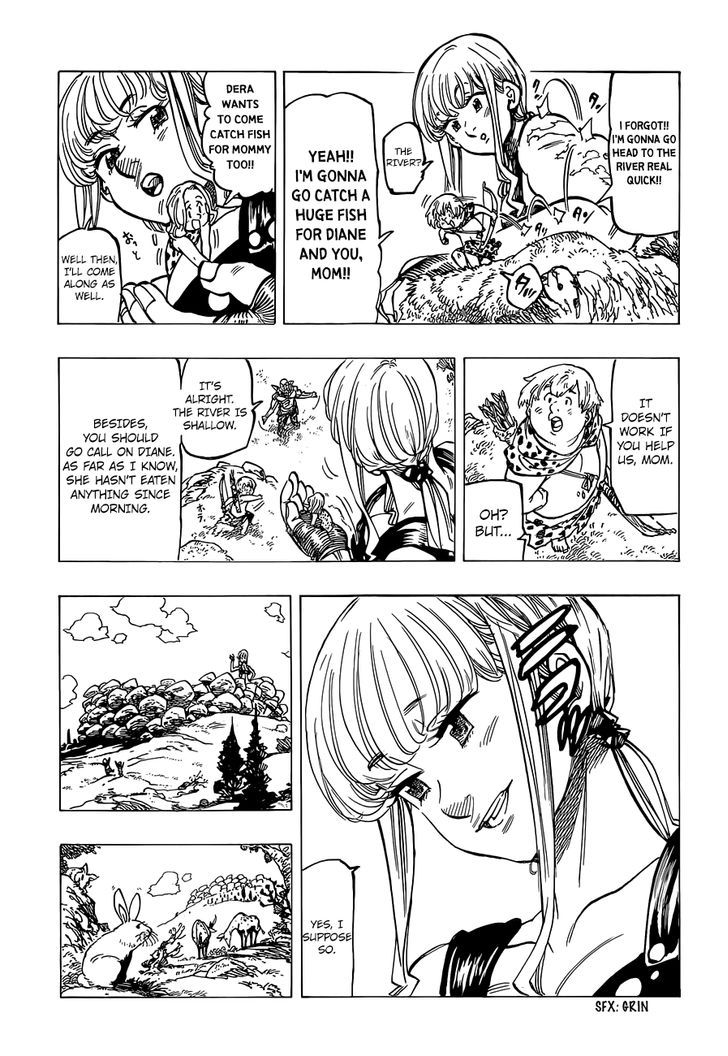 I FORGOT!!
I'M GONNA GO
HEAD TO THE
RIVER REAL
QUICK!!
THE
RIVER?
YEAH!!
I'M GONNA
GO CATCH A
HUGE FISH
FOR DIANE
AND YOU,
MOM!!
DERA
WANTS
TO COME
CATCH FISH
FOR MOMMY
TOO!!
WELL THEN,
I'LL COME
ALONG AS
WELL.
IT
DOESN'T
WORK IF
YOU HELP
US, MOM.
OH?
BUT...
IT'S
ALRIGHT.
THE RIVER IS
SHALLOW.
BESIDES,
YOU SHOULD
GO CALL ON DIANE.
AS FAR AS I KNOW,
SHE HASN'T EATEN
ANYTHING SINCE
MORNING.
YES, I
SUPPOSE
SO.
SFX: GRIN